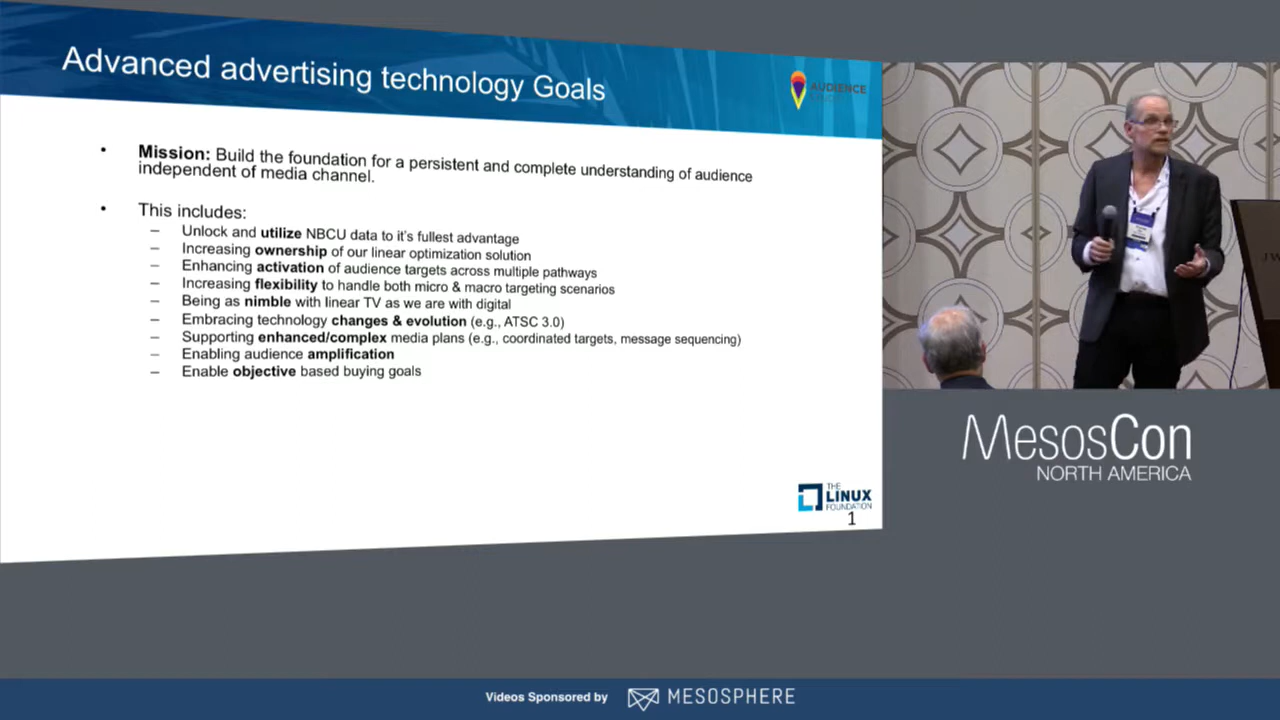 Advanced advertising technology Goals
AUDIENCE
• Mission: Build the foundation for a persistent and complete understanding of audience
independent of media channel.
• This includes:
– Unlock and utilize NBCU data to it's fullest advantage
– Increasing ownership of our linear optimization solution
– Enhancing activation of audience targets across multiple pathways
– Increasing flexibility to handle both micro & macro targeting scenarios
– Being as nimble with linear TV as we are with digital
– Embracing technology changes & evolution (e.g., ATSC 3.0)
– Supporting enhanced/complex media plans (e.g., coordinated targets, message sequencing)
– Enabling audience amplification
– Enable objective based buying goals
THE
LINUX
FOUNDATION
1
MesosCon
NORTH AMERICA
Videos Sponsored by MESOSPHERE